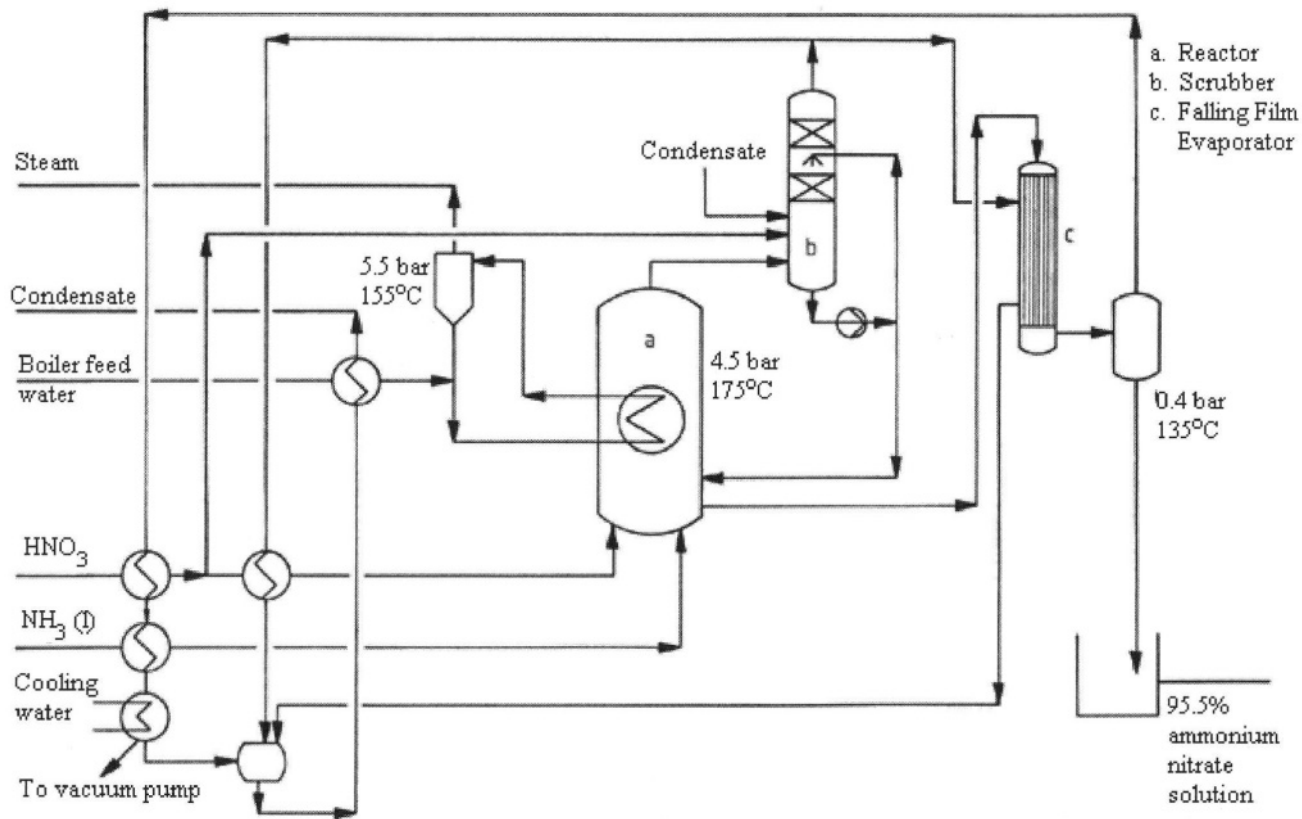 a. Reactor
b. Scrubber
c. Falling Film
Evaporator
Steam
Condensate
b
c
5.5 bar
155°C
Condensate
a
4.5 bar
175°C
Boiler feed
water
0.4 bar
135°C
HNO3
NH3 (l)
Cooling
water
To vacuum pump
95.5%
ammonium
nitrate
solution